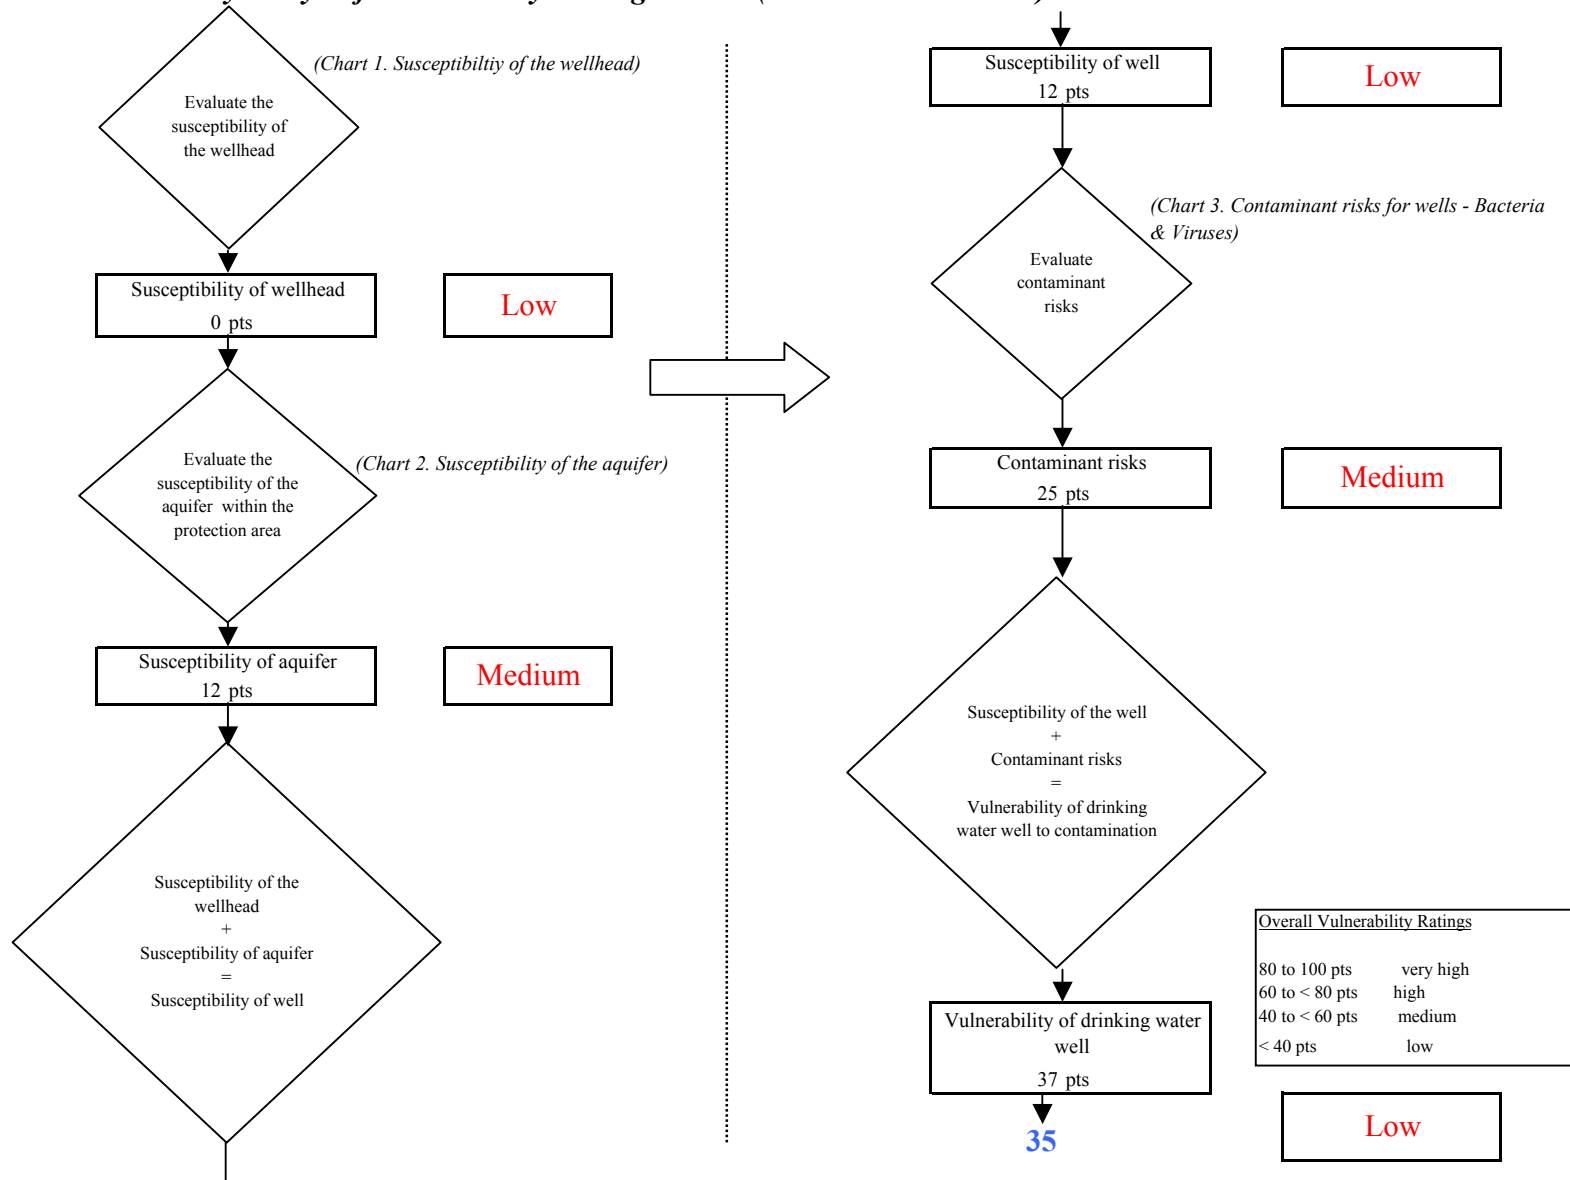 (Chart 1. Susceptibiltiy of the wellhead)
Evaluate the
susceptibility of
the wellhead
Susceptibility of wellhead
0 pts
Low
Evaluate the
susceptibility of the
aquifer within the
protection area
(Chart 2. Susceptibility of the aquifer)
Susceptibility of aquifer
12 pts
Medium
Susceptibility of the
wellhead
+
Susceptibility of aquifer
=
Susceptibility of well
Susceptibility of well
12 pts
Low
(Chart 3. Contaminant risks for wells - Bacteria
& Viruses)
Evaluate
contaminant
risks
Contaminant risks
25 pts
Medium
Susceptibility of the well
+
Contaminant risks
=
Vulnerability of drinking
water well to contamination
Overall Vulnerability Ratings
80 to 100 pts very high
60 to < 80 pts high
40 to < 60 pts medium
< 40 pts low
Vulnerability of drinking water
well
37 pts
35
Low